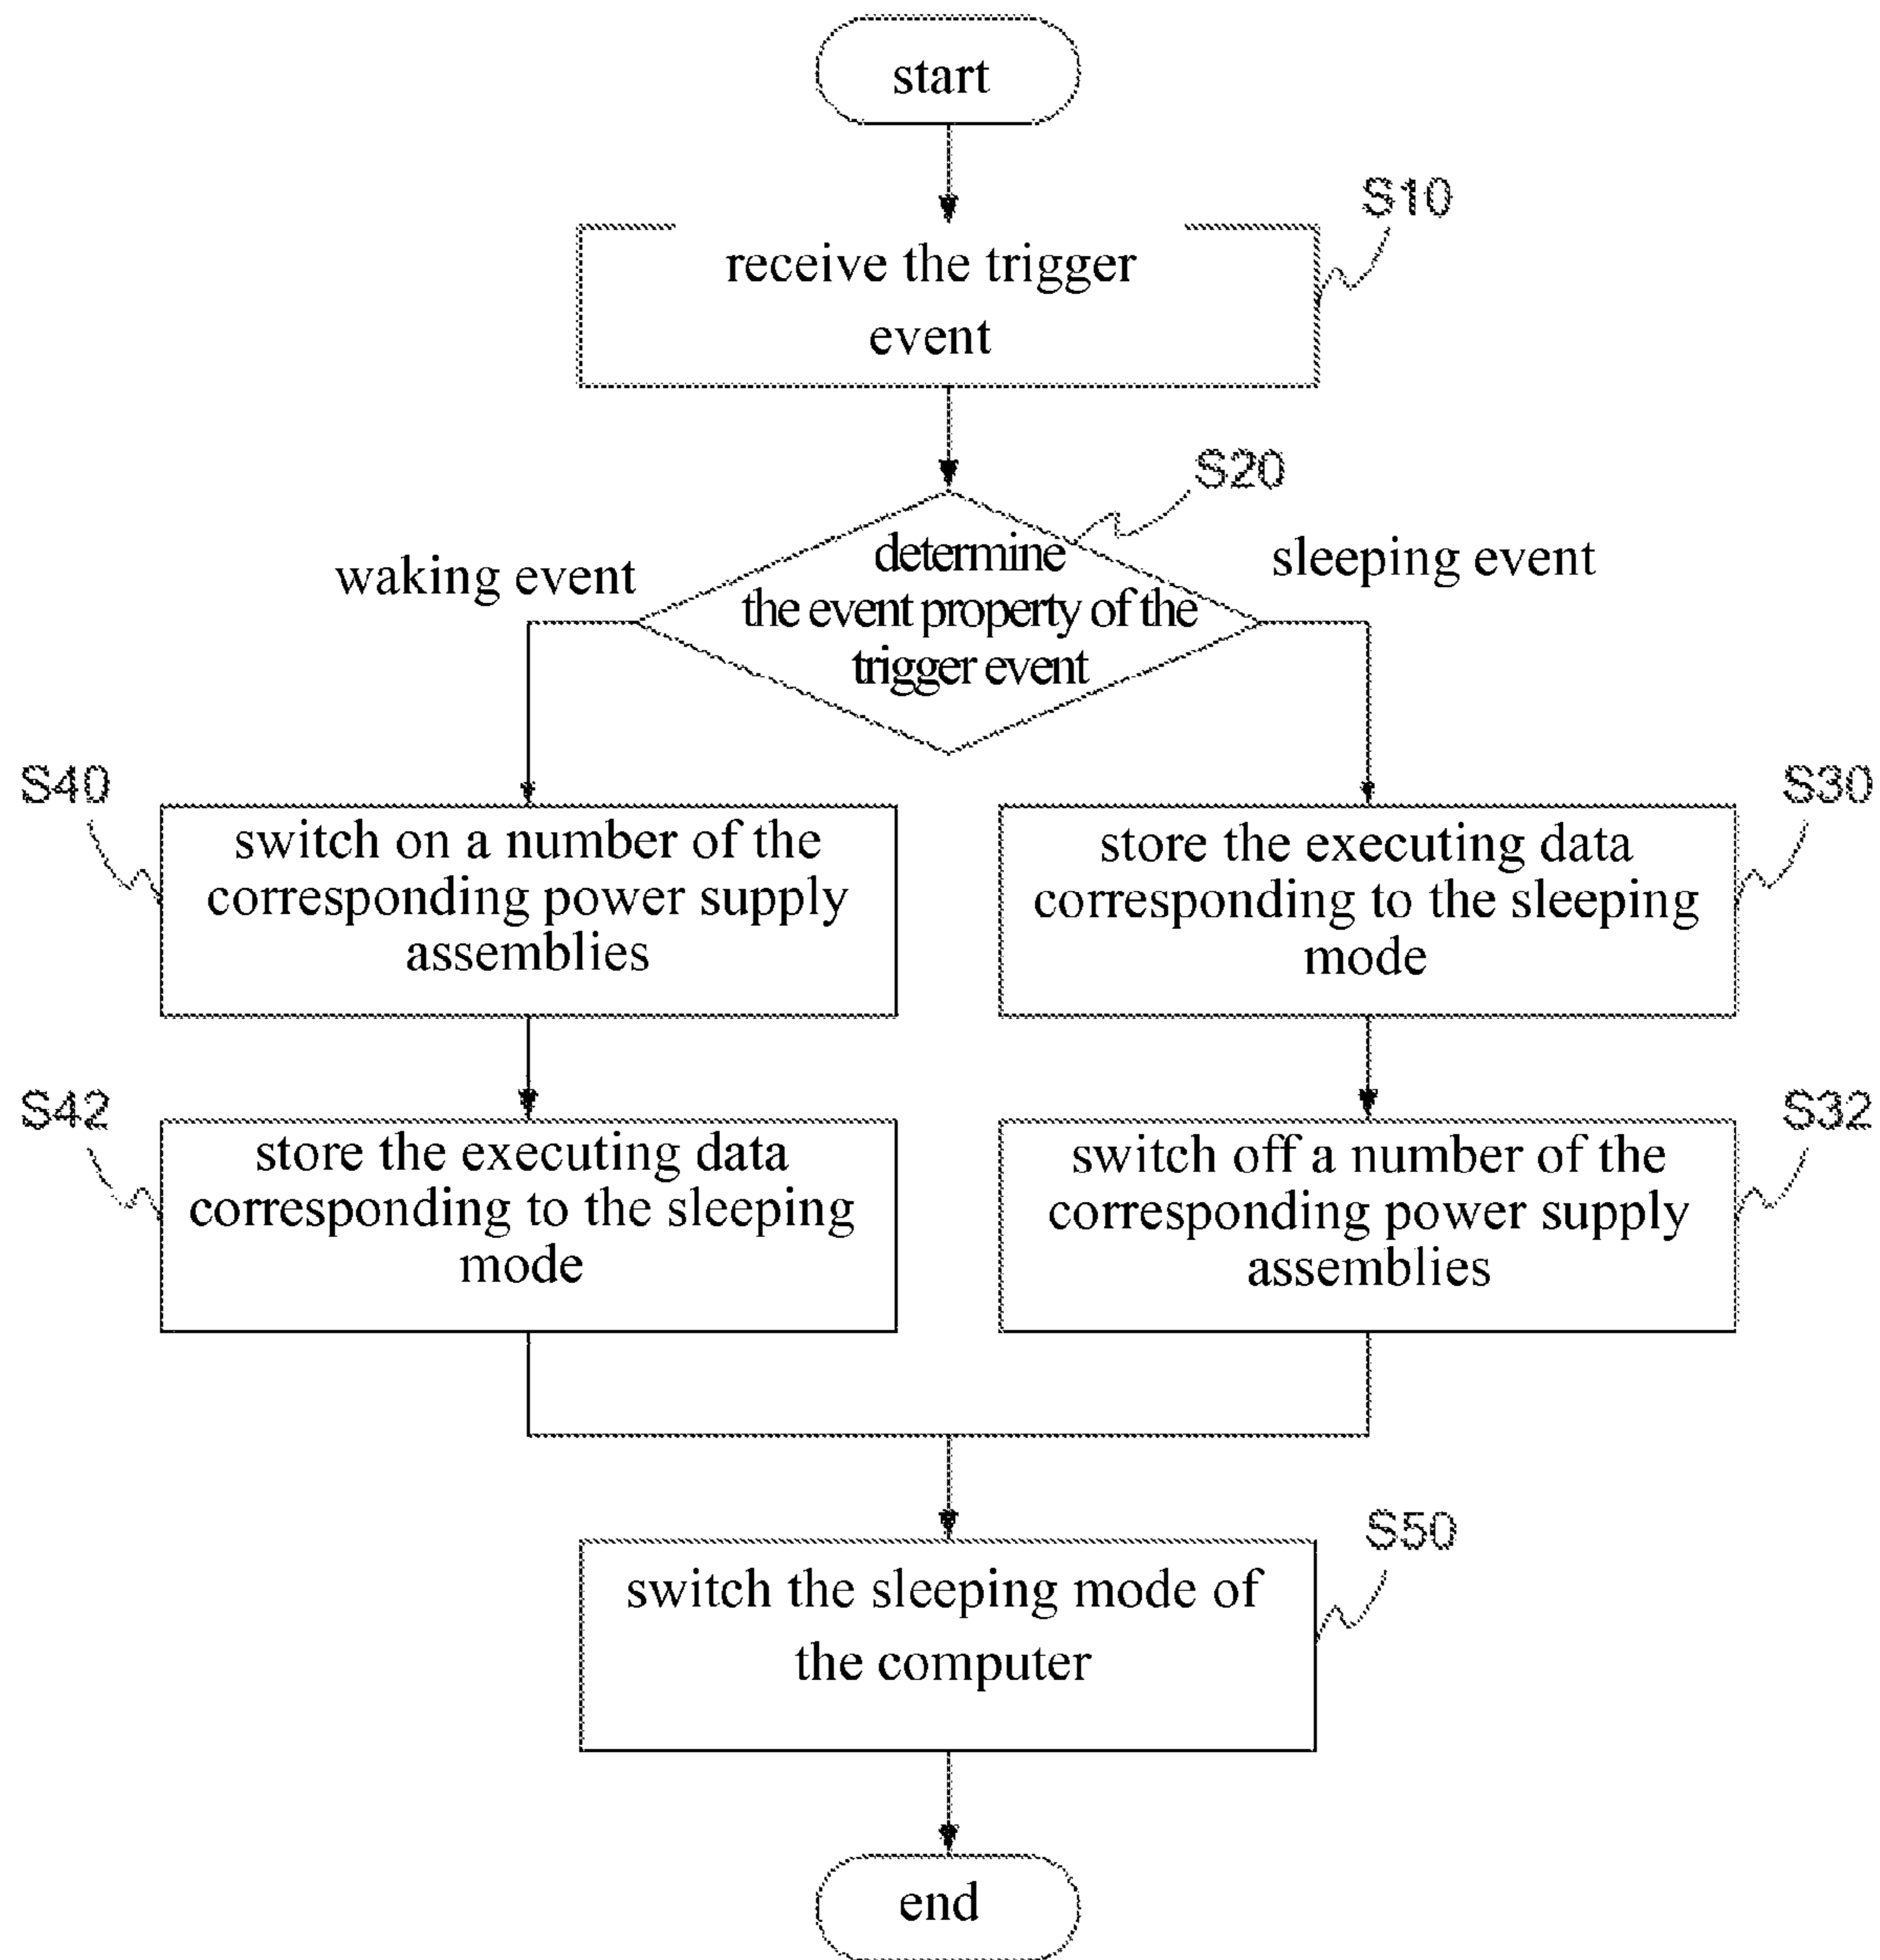 start
S10
receive the trigger
event
S20
determine
the event property of the
trigger event
waking event
sleeping event
S40
switch on a number of the
corresponding power supply
assemblies
S30
store the executing data
corresponding to the sleeping
mode
S42
store the executing data
corresponding to the sleeping
mode
S32
switch off a number of the
corresponding power supply
assemblies
S50
switch the sleeping mode of
the computer
end